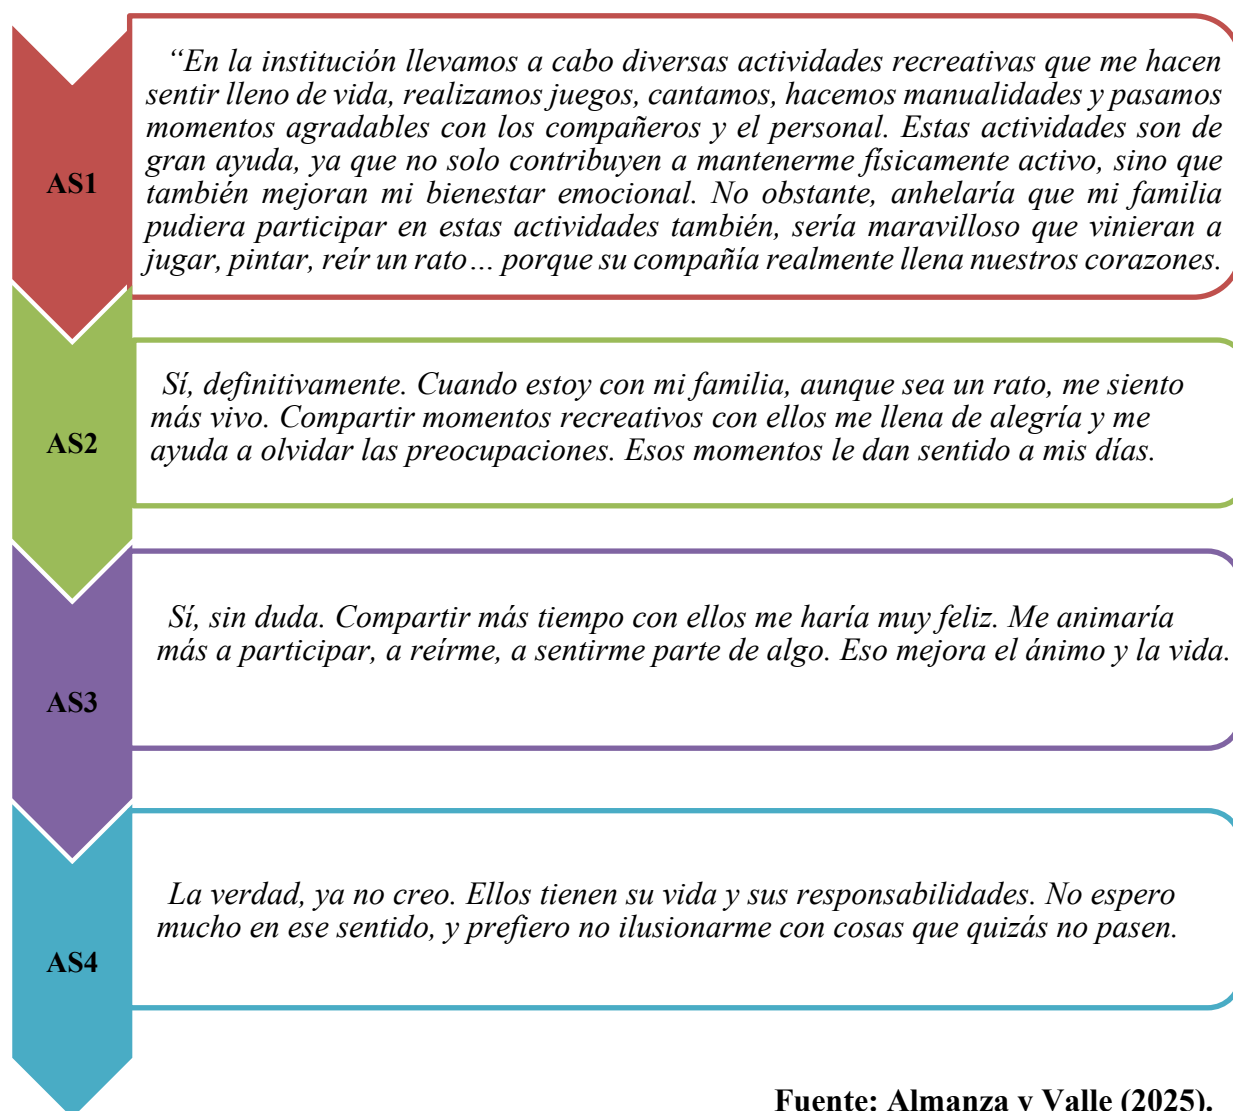 AS1
“En la institución llevamos a cabo diversas actividades recreativas que me hacen
sentir lleno de vida, realizamos juegos, cantamos, hacemos manualidades y pasamos
momentos agradables con los compañeros y el personal. Estas actividades son de
gran ayuda, ya que no solo contribuyen a mantenerme físicamente activo, sino que
también mejoran mi bienestar emocional. No obstante, anhelaría que mi familia
pudiera participar en estas actividades también, sería maravilloso que vinieran a
jugar, pintar, reír un rato… porque su compañía realmente llena nuestros corazones.
AS2
Sí, definitivamente. Cuando estoy con mi familia, aunque sea un rato, me siento
más vivo. Compartir momentos recreativos con ellos me llena de alegría y me
ayuda a olvidar las preocupaciones. Esos momentos le dan sentido a mis días.
AS3
Sí, sin duda. Compartir más tiempo con ellos me haría muy feliz. Me animaría
más a participar, a reírme, a sentirme parte de algo. Eso mejora el ánimo y la vida.
AS4
La verdad, ya no creo. Ellos tienen su vida y sus responsabilidades. No espero
mucho en ese sentido, y prefiero no ilusionarme con cosas que quizás no pasen.
Fuente: Almanza y Valle (2025).